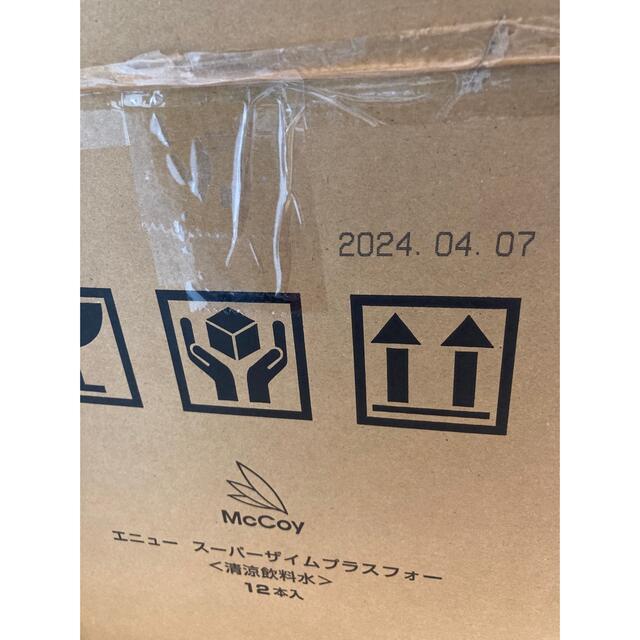 2024.04.07
McCoy
エニュー スーパーザイムプラスフォー
＜清涼飲料水＞
12本入